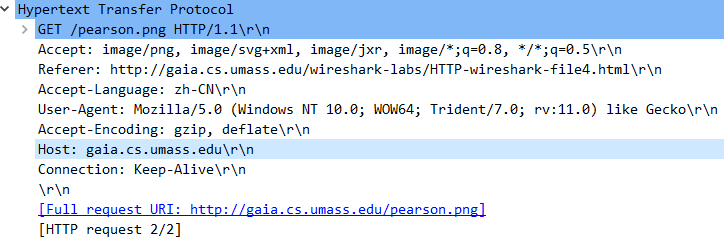 Hypertext Transfer Protocol
GET /pearson.png HTTP/1.1\r\n
Accept: image/png, image/svg+xml, image/jxr, image/*;q=0.8, */*;q=0.5\r\n
Referer: http://gaia.cs.umass.edu/wireshark-labs/HTTP-wireshark-file4.html\r\n
Accept-Language: zh-CN\r\n
User-Agent: Mozilla/5.0 (Windows NT 10.0; WOW64; Trident/7.0; rv:11.0) like Gecko\r\n
Accept-Encoding: gzip, deflate\r\n
Host: gaia.cs.umass.edu\r\n
Connection: Keep-Alive\r\n
\r\n
[Full request URI: http://gaia.cs.umass.edu/pearson.png]
[HTTP request 2/2]